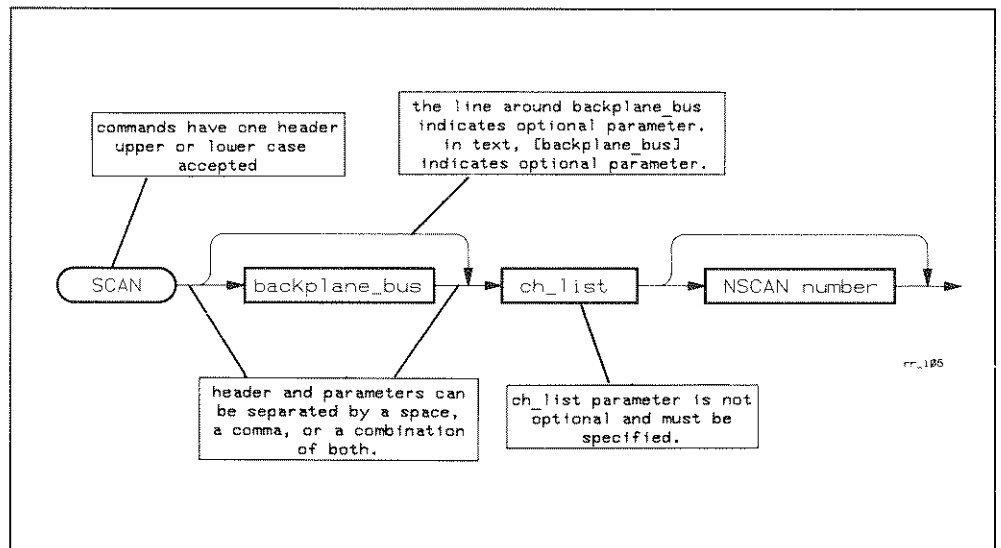 the line around backplane_bus
indicates optional parameter.
in text, [backplane_bus]
indicates optional parameter.
commands have one header
upper or lower case
accepted
SCAN
backplane_bus
ch_list
NSCAN number
rr_105
header and parameters can
be separated by a space,
a comma, or a combination
of both.
ch_list parameter is not
optional and must be
specified.